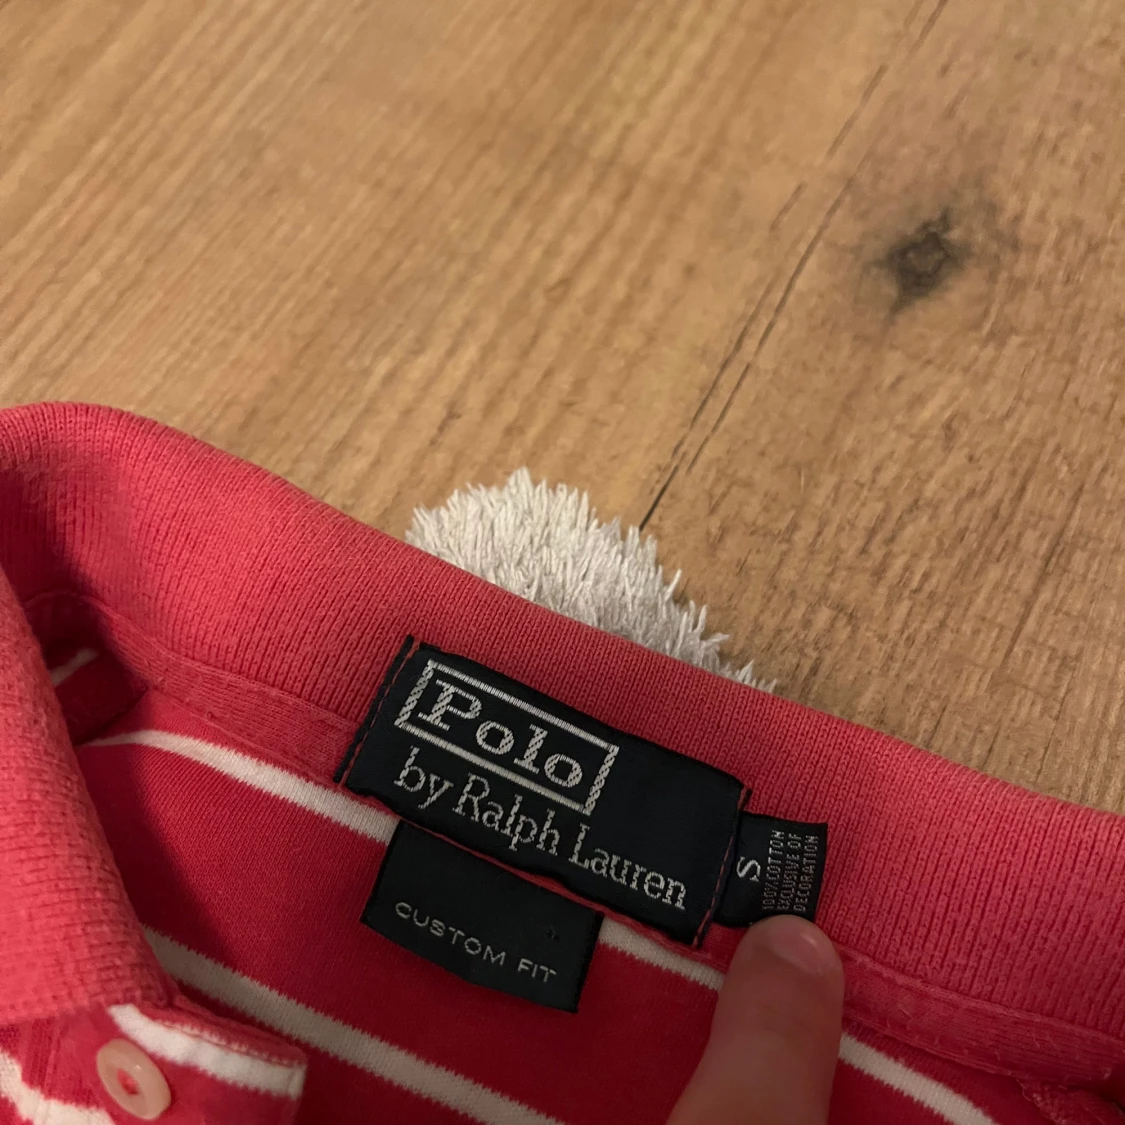 Polo
by Ralph Lauren
CUSTOM FIT
S
100% COTTON
EXCLUSIVE OF
DECORATION